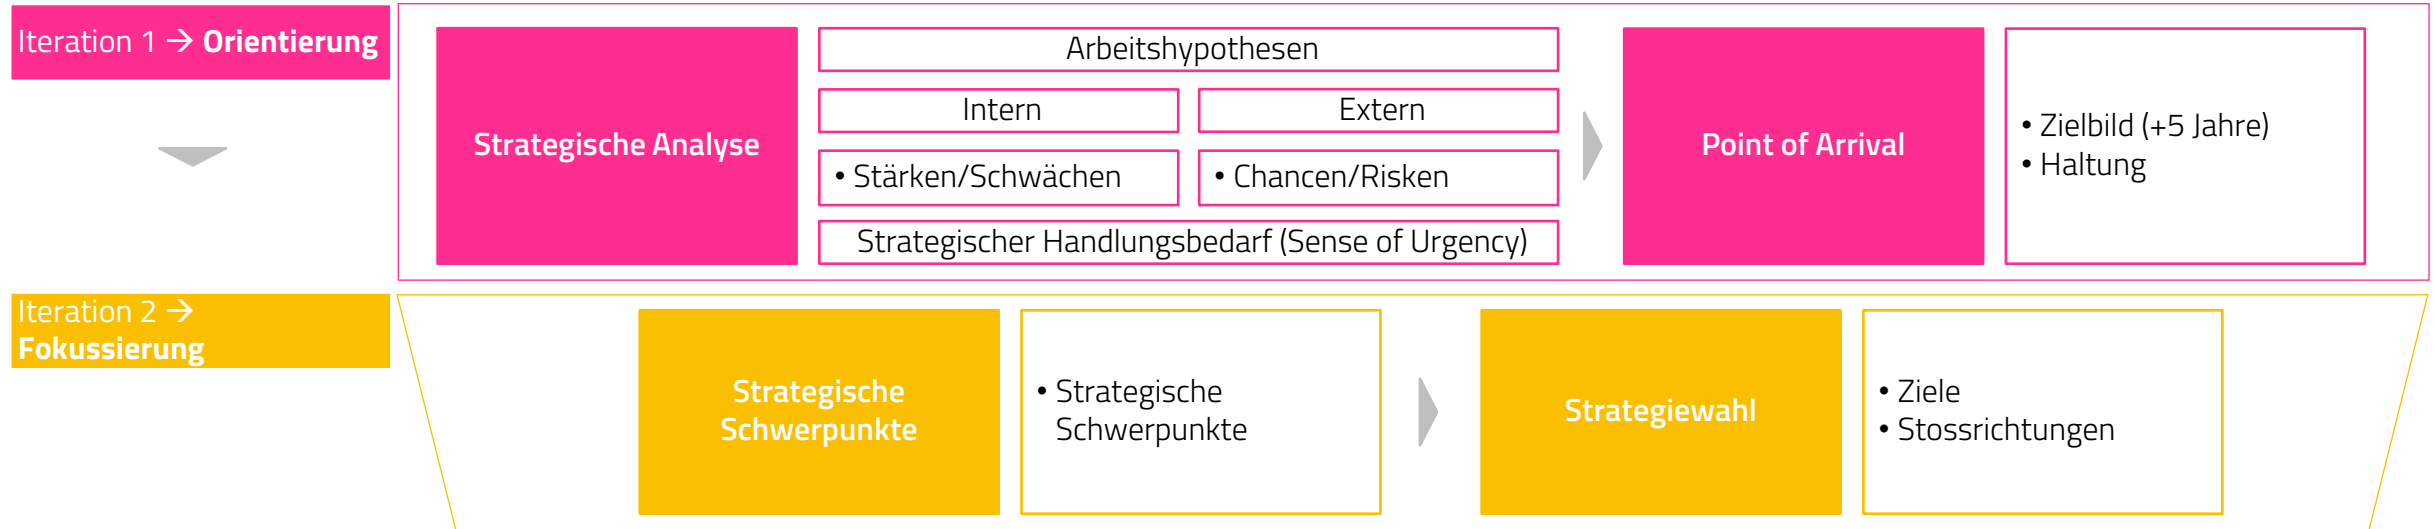 Iteration 1 → Orientierung
Strategische Analyse
Arbeitshypothesen
Intern
Extern
• Stärken/Schwächen
• Chancen/Risken
Strategischer Handlungsbedarf (Sense of Urgency)
Point of Arrival
• Zielbild (+5 Jahre)
• Haltung
Iteration 2 →
Fokussierung
Strategische
Schwerpunkte
• Strategische
Schwerpunkte
Strategiewahl
• Ziele
• Stossrichtungen